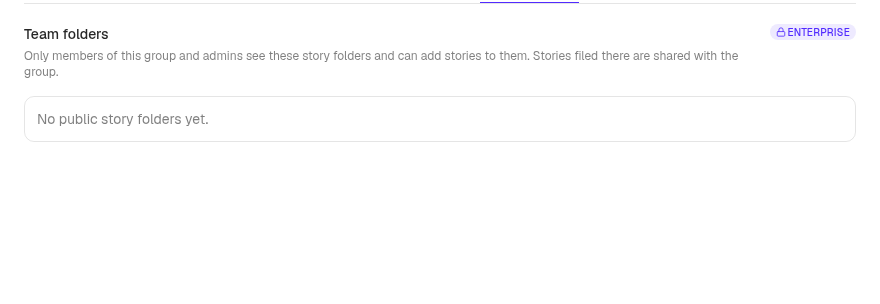 Team folders
ENTERPRISE
Only members of this group and admins see these story folders and can add stories to them. Stories filed there are shared with the
group.
No public story folders yet.